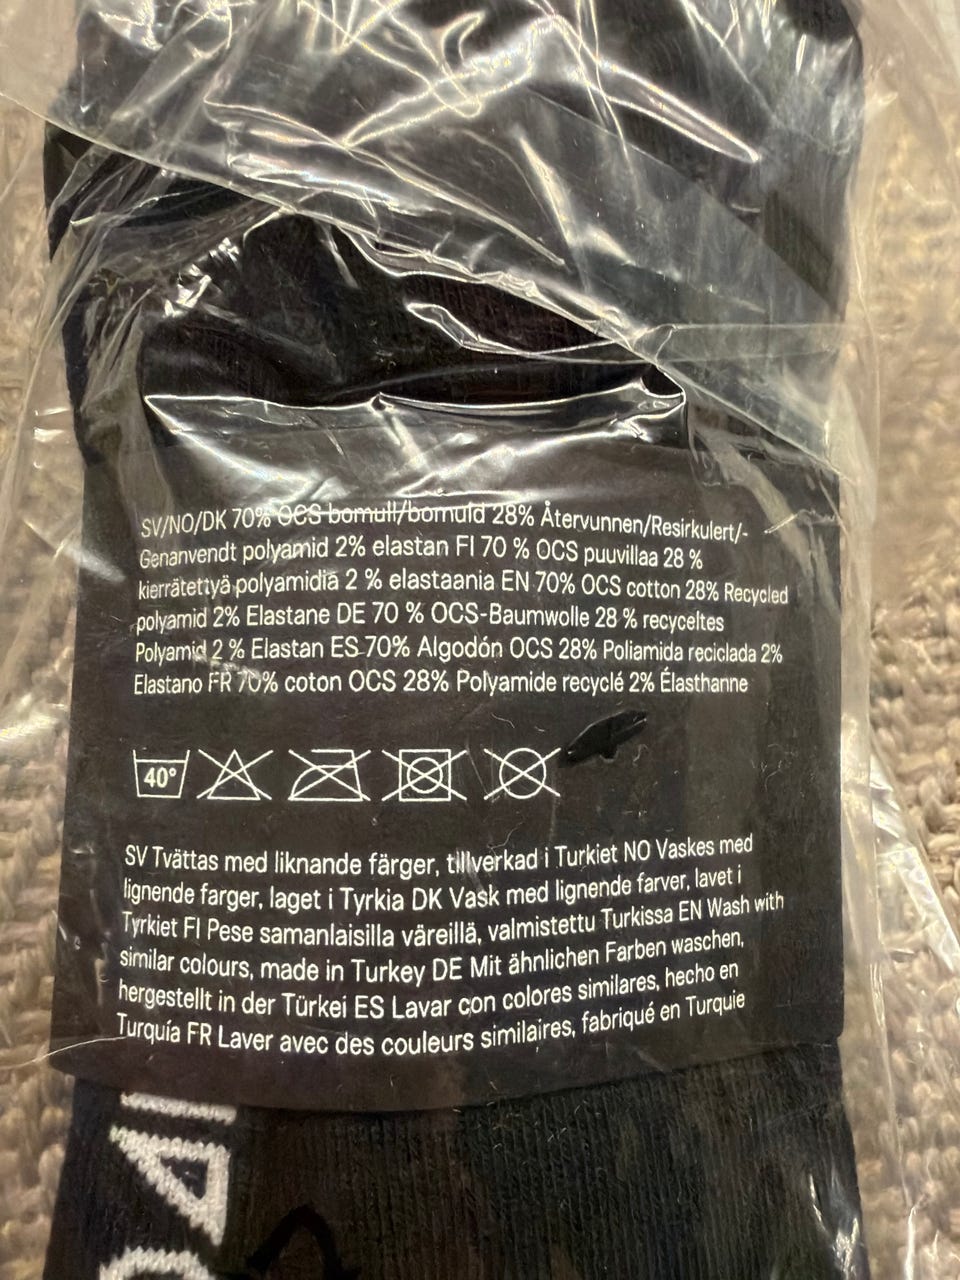 SV/NO/DK 70% OCS bomull/bomuld 28% Återvunnen/Resirkulert/-
Genanvendt polyamid 2% elastan FI 70 % OCS puuvillaa 28 %
kierrätettyä polyamidia 2 % elastaania EN 70% OCS cotton 28% Recycled
polyamid 2% Elastane DE 70 % OCS-Baumwolle 28 % recyceltes
Polyamid 2 % Elastan ES 70% Algodón OCS 28% Poliamida reciclada 2%
Elastano FR 70% coton OCS 28% Polyamide recyclé 2% Élasthanne
40°
SV Tvättas med liknande färger, tillverkad i Turkiet NO Vaskes med
lignende farger, laget i Tyrkia DK Vask med lignende farver, lavet i
Tyrkiet FI Pese samanlaisilla väreillä, valmistettu Turkissa EN Wash with
similar colours, made in Turkey DE Mit ähnlichen Farben waschen,
hergestellt in der Türkei ES Lavar con colores similares, hecho en
Turquía FR Laver avec des couleurs similaires, fabriqué en Turquie